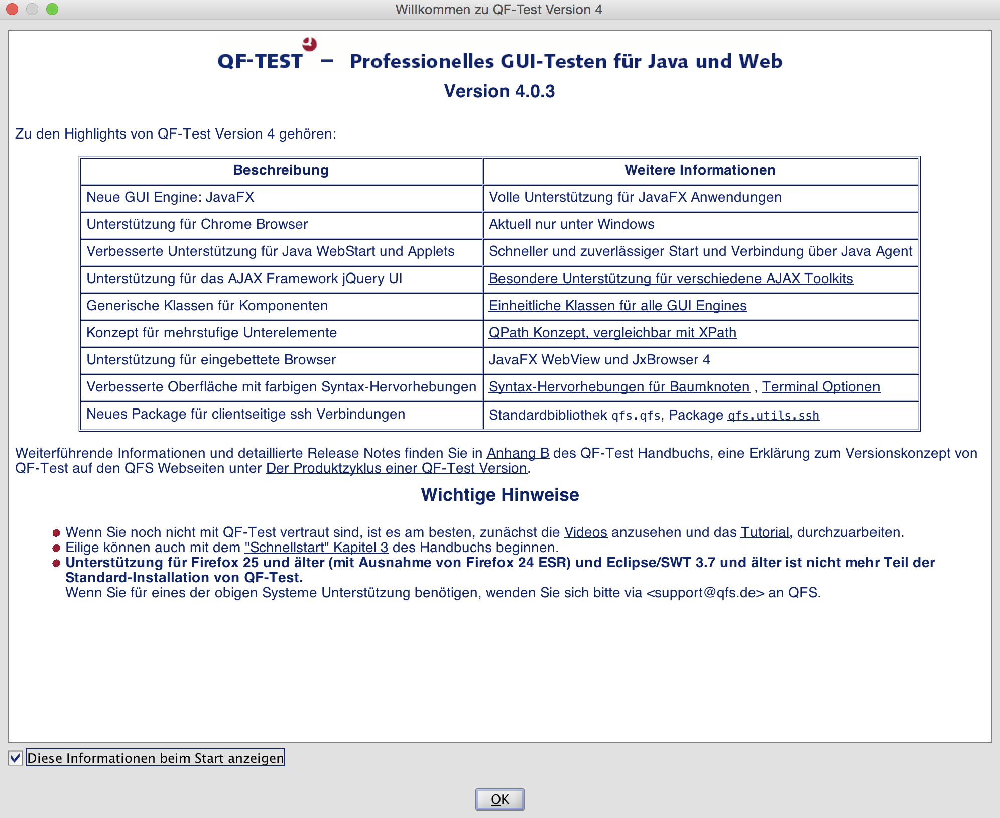 Willkommen zu QF-Test Version 4
QF-TEST – Professionelles GUI-Testen für Java und Web
Version 4.0.3
Zu den Highlights von QF-Test Version 4 gehören:
Beschreibung Weitere Informationen
Neue GUI Engine: JavaFX Volle Unterstützung für JavaFX Anwendungen
Unterstützung für Chrome Browser Aktuell nur unter Windows
Verbesserte Unterstützung für Java WebStart und Applets Schneller und zuverlässiger Start und Verbindung über Java Agent
Unterstützung für das AJAX Framework jQuery UI Besondere Unterstützung für verschiedene AJAX Toolkits
Generische Klassen für Komponenten Einheitliche Klassen für alle GUI Engines
Konzept für mehrstufige Unterelemente QPath Konzept, vergleichbar mit XPath
Unterstützung für eingebettete Browser JavaFX WebView und JxBrowser 4
Verbesserte Oberfläche mit farbigen Syntax-Hervorhebungen Syntax-Hervorhebungen für Baumknoten , Terminal Optionen
Neues Package für clientseitige ssh Verbindungen Standardbibliothek qfs.qfs, Package qfs.utils.ssh
Weiterführende Informationen und detaillierte Release Notes finden Sie in Anhang B des QF-Test Handbuchs, eine Erklärung zum Versionskonzept von
QF-Test auf den QFS Webseiten unter Der Produktzyklus einer QF-Test Version.
Wichtige Hinweise
Wenn Sie noch nicht mit QF-Test vertraut sind, ist es am besten, zunächst die Videos anzusehen und das Tutorial, durchzuarbeiten.
Eilige können auch mit dem "Schnellstart" Kapitel 3 des Handbuchs beginnen.
Unterstützung für Firefox 25 und älter (mit Ausnahme von Firefox 24 ESR) und Eclipse/SWT 3.7 und älter ist nicht mehr Teil der
Standard-Installation von QF-Test.
Wenn Sie für eines der obigen Systeme Unterstützung benötigen, wenden Sie sich bitte via <support@qfs.de> an QFS.
Diese Informationen beim Start anzeigen
OK